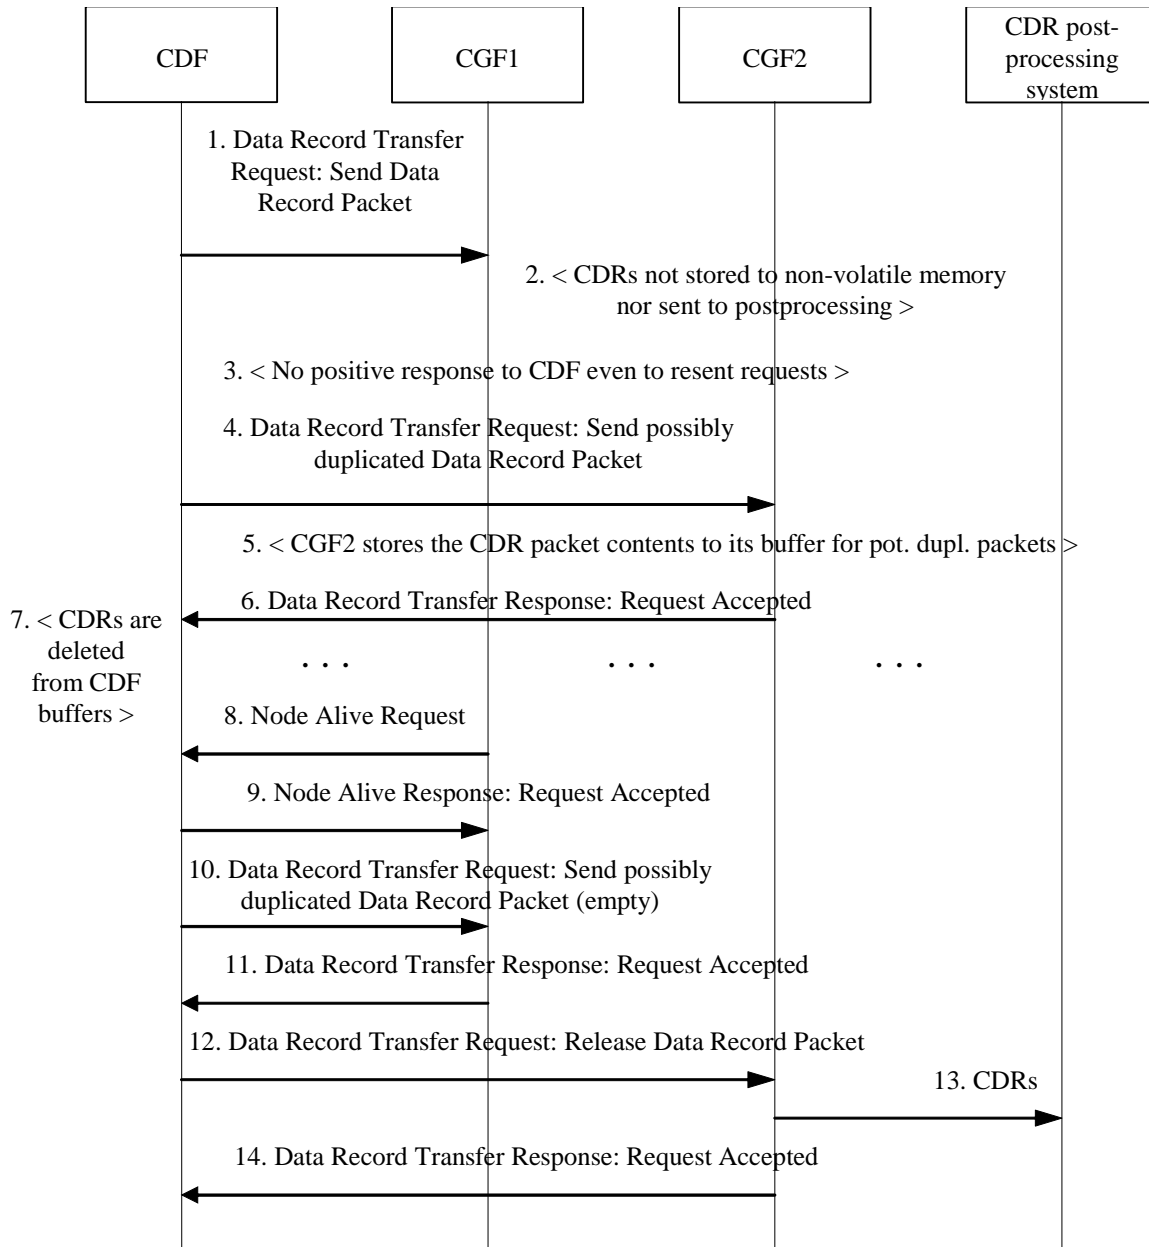 CDF
CGF1
CGF2
CDR post-
processing
system
1. Data Record Transfer
Request: Send Data
Record Packet
2. < CDRs not stored to non-volatile memory
nor sent to postprocessing >
3. < No positive response to CDF even to resent requests >
4. Data Record Transfer Request: Send possibly
duplicated Data Record Packet
5. < CGF2 stores the CDR packet contents to its buffer for pot. dupl. packets >
6. Data Record Transfer Response: Request Accepted
7. < CDRs are
deleted
from CDF
buffers >
. . .
. . .
. . .
8. Node Alive Request
9. Node Alive Response: Request Accepted
10. Data Record Transfer Request: Send possibly
duplicated Data Record Packet (empty)
11. Data Record Transfer Response: Request Accepted
12. Data Record Transfer Request: Release Data Record Packet
13. CDRs
14. Data Record Transfer Response: Request Accepted